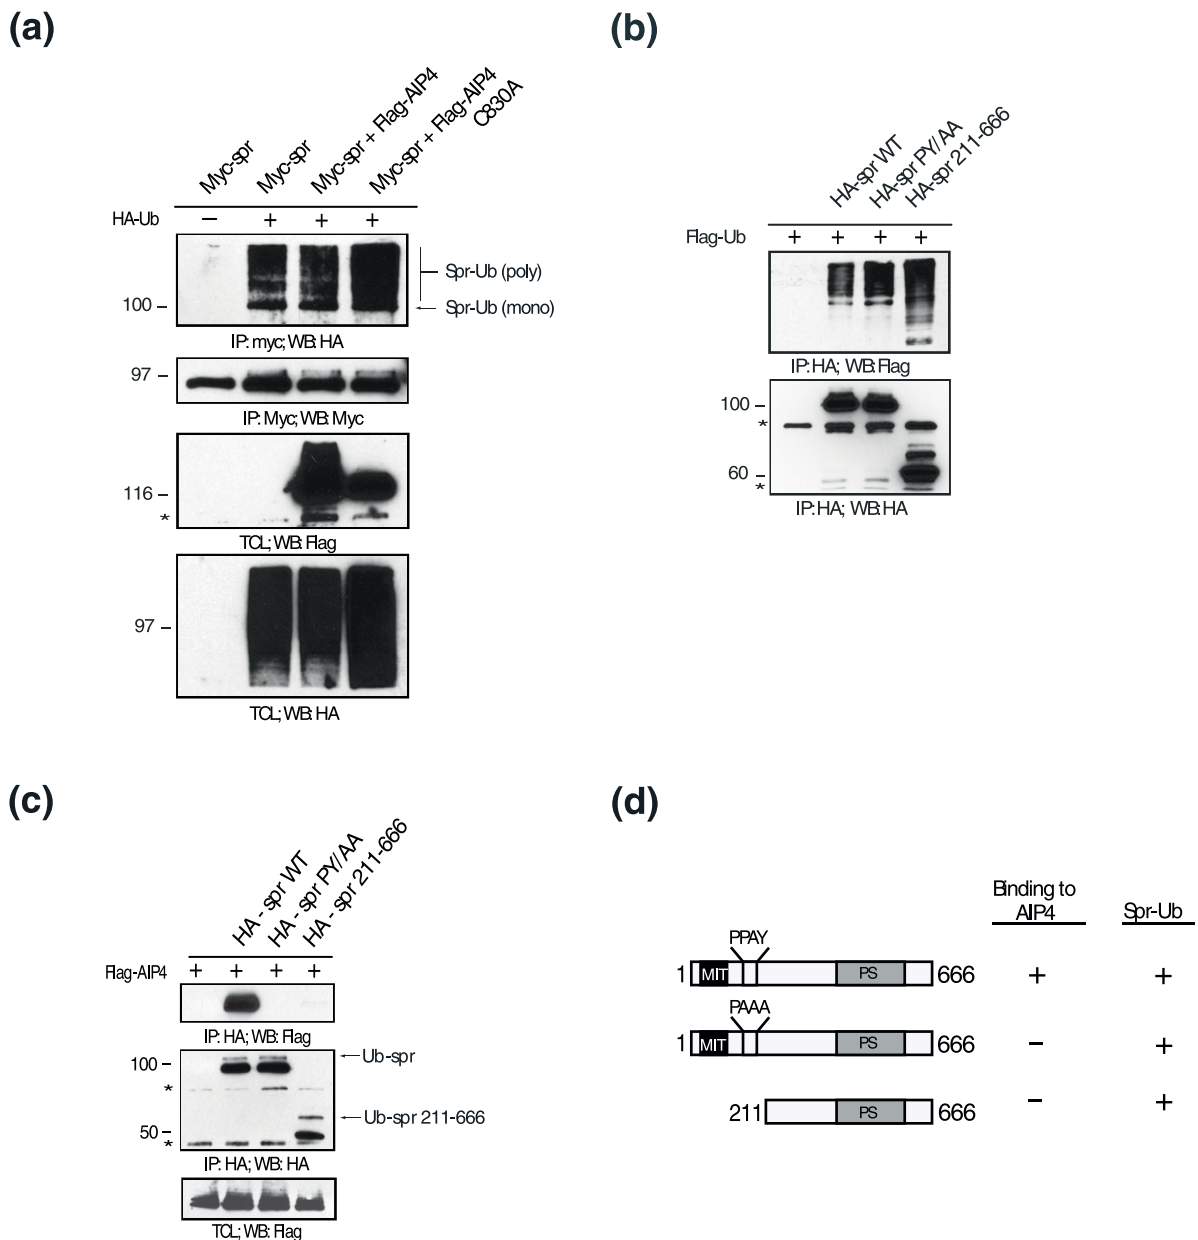 (a)
Myc-spr
Myc-spr
Myc-spr + Flag-AIP4
Myc-spr + Flag-AIP4
C830A
HA-Ub − + + +
Spr-Ub (poly)
100 –
Spr-Ub (mono)
IP: myc; WB: HA
97 –
IP: Myc; WB: Myc
116 –
*
TCL; WB: Flag
97 –
TCL; WB: HA
(b)
HA-spr WT
HA-spr PY/AA
HA-spr 211-666
Flag-Ub + + + +
IP: HA; WB: Flag
100 –
*
60 –
*
IP: HA; WB: HA
(c)
HA - spr WT
HA - spr PY/AA
HA - spr 211-666
Flag-AIP4 + + + +
IP: HA; WB: Flag
Ub-spr
100 –
*
Ub-spr 211-666
50 –
*
IP: HA; WB: HA
TCL; WB: Flag
(d)
Binding to
AIP4
Spr-Ub
PPAY
1 MIT PS 666 + +
PAAA
1 MIT PS 666 − +
211 PS 666 − +